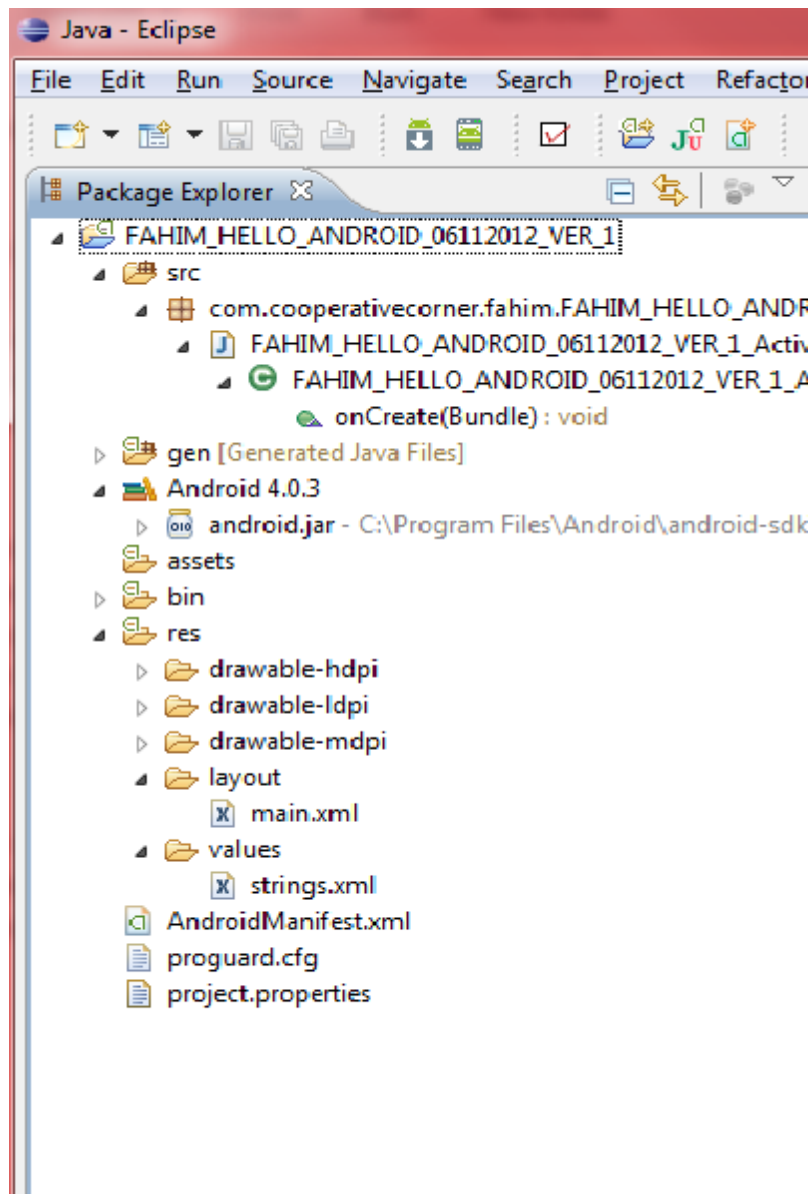 Java - Eclipse
File Edit Run Source Navigate Search Project Refactor
Package Explorer
FAHIM_HELLO_ANDROID_06112012_VER_1
src
com.cooperativecorner.fahim.FAHIM_HELLO_ANDR
FAHIM_HELLO_ANDROID_06112012_VER_1_Activ
FAHIM_HELLO_ANDROID_06112012_VER_1_A
onCreate(Bundle) : void
gen [Generated Java Files]
Android 4.0.3
android.jar - C:\Program Files\Android\android-sdk
assets
bin
res
drawable-hdpi
drawable-ldpi
drawable-mdpi
layout
main.xml
values
strings.xml
AndroidManifest.xml
proguard.cfg
project.properties